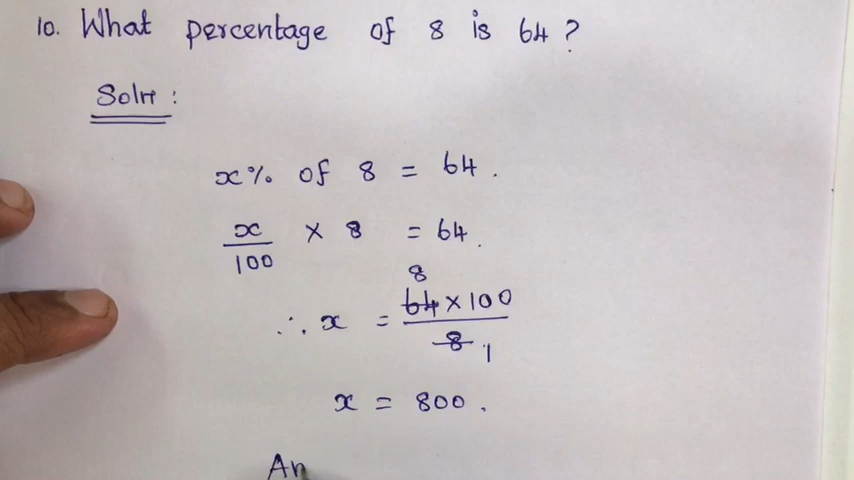 10. What percentage of 8 is 64?
Soln:
x% of 8 = 64.
x/100 × 8 = 64.
∴ x = 64 × 100 / 8
8 1
x = 800.
An